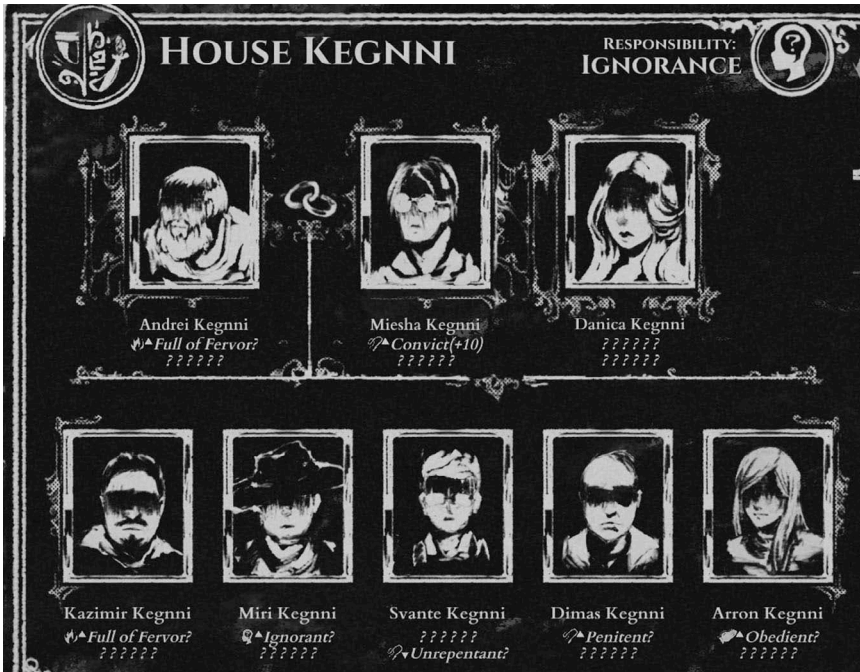 HOUSE KEGNNI
RESPONSIBILITY:
IGNORANCE
?
Andrei Kegnni
Full of Fervor?
??????
Miesha Kegnni
Convict(+10)
??????
Danica Kegnni
??????
??????
Kazimir Kegnni
Full of Fervor?
??????
Miri Kegnni
Ignorant?
??????
Svante Kegnni
??????
Unrepentant?
Dimas Kegnni
Penitent?
??????
Arron Kegnni
Obedient?
??????